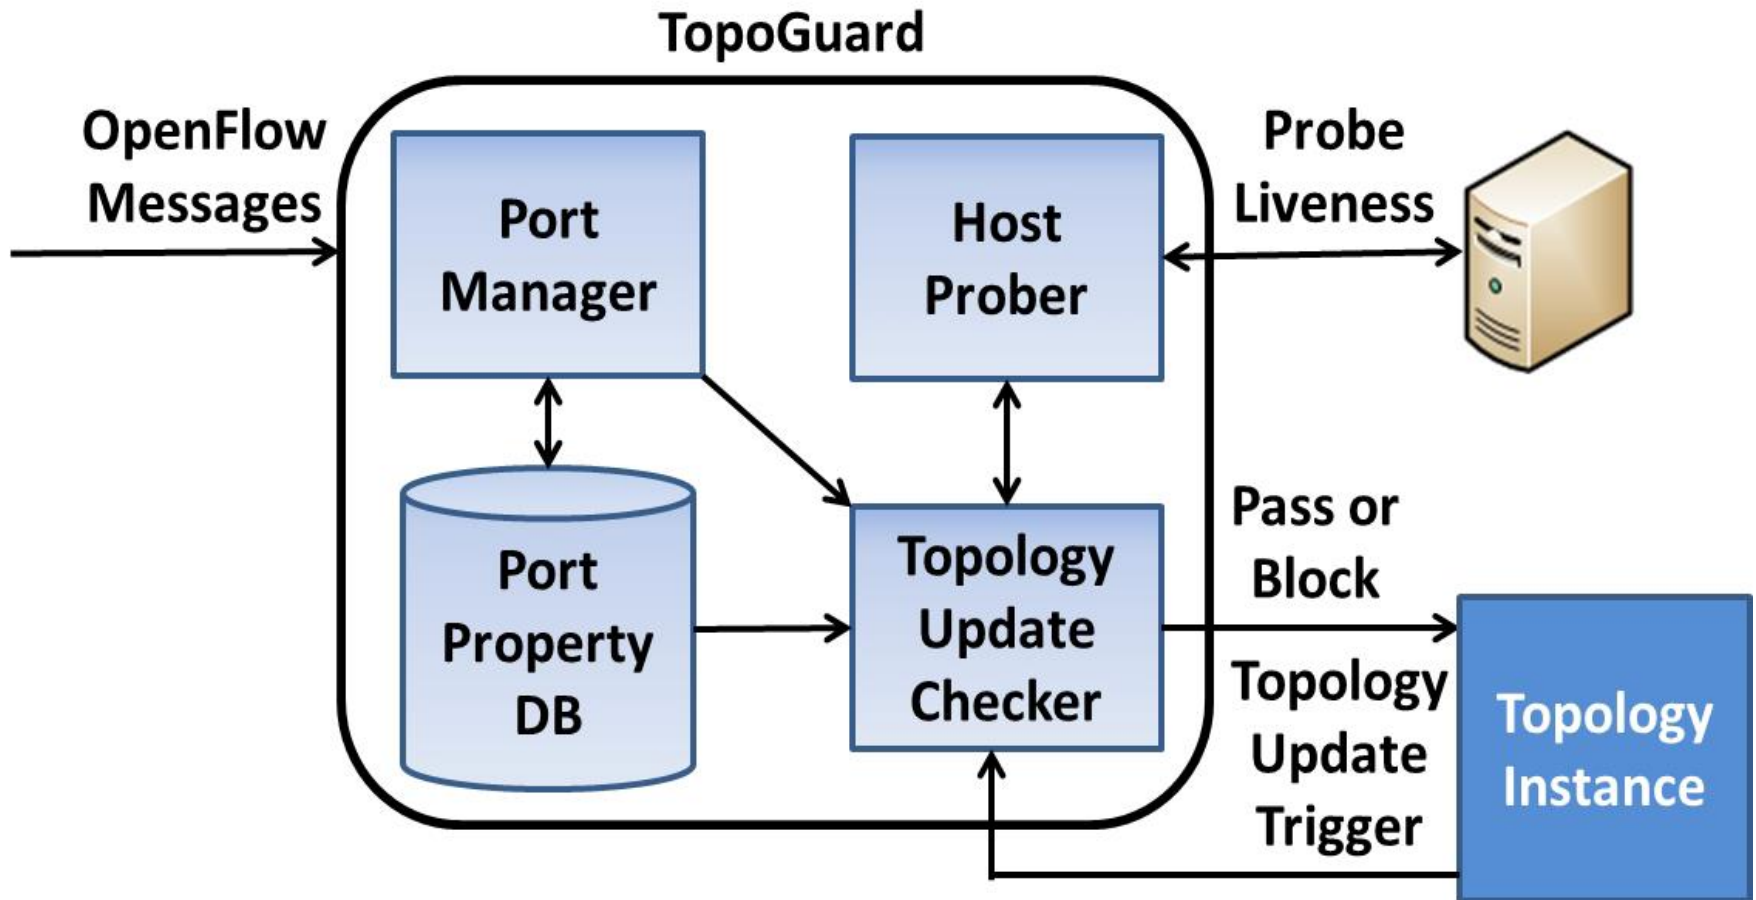 TopoGuard
OpenFlow
Messages
Port
Manager
Host
Prober
Probe
Liveness
Port
Property
DB
Topology
Update
Checker
Pass or
Block
Topology
Update
Trigger
Topology
Instance